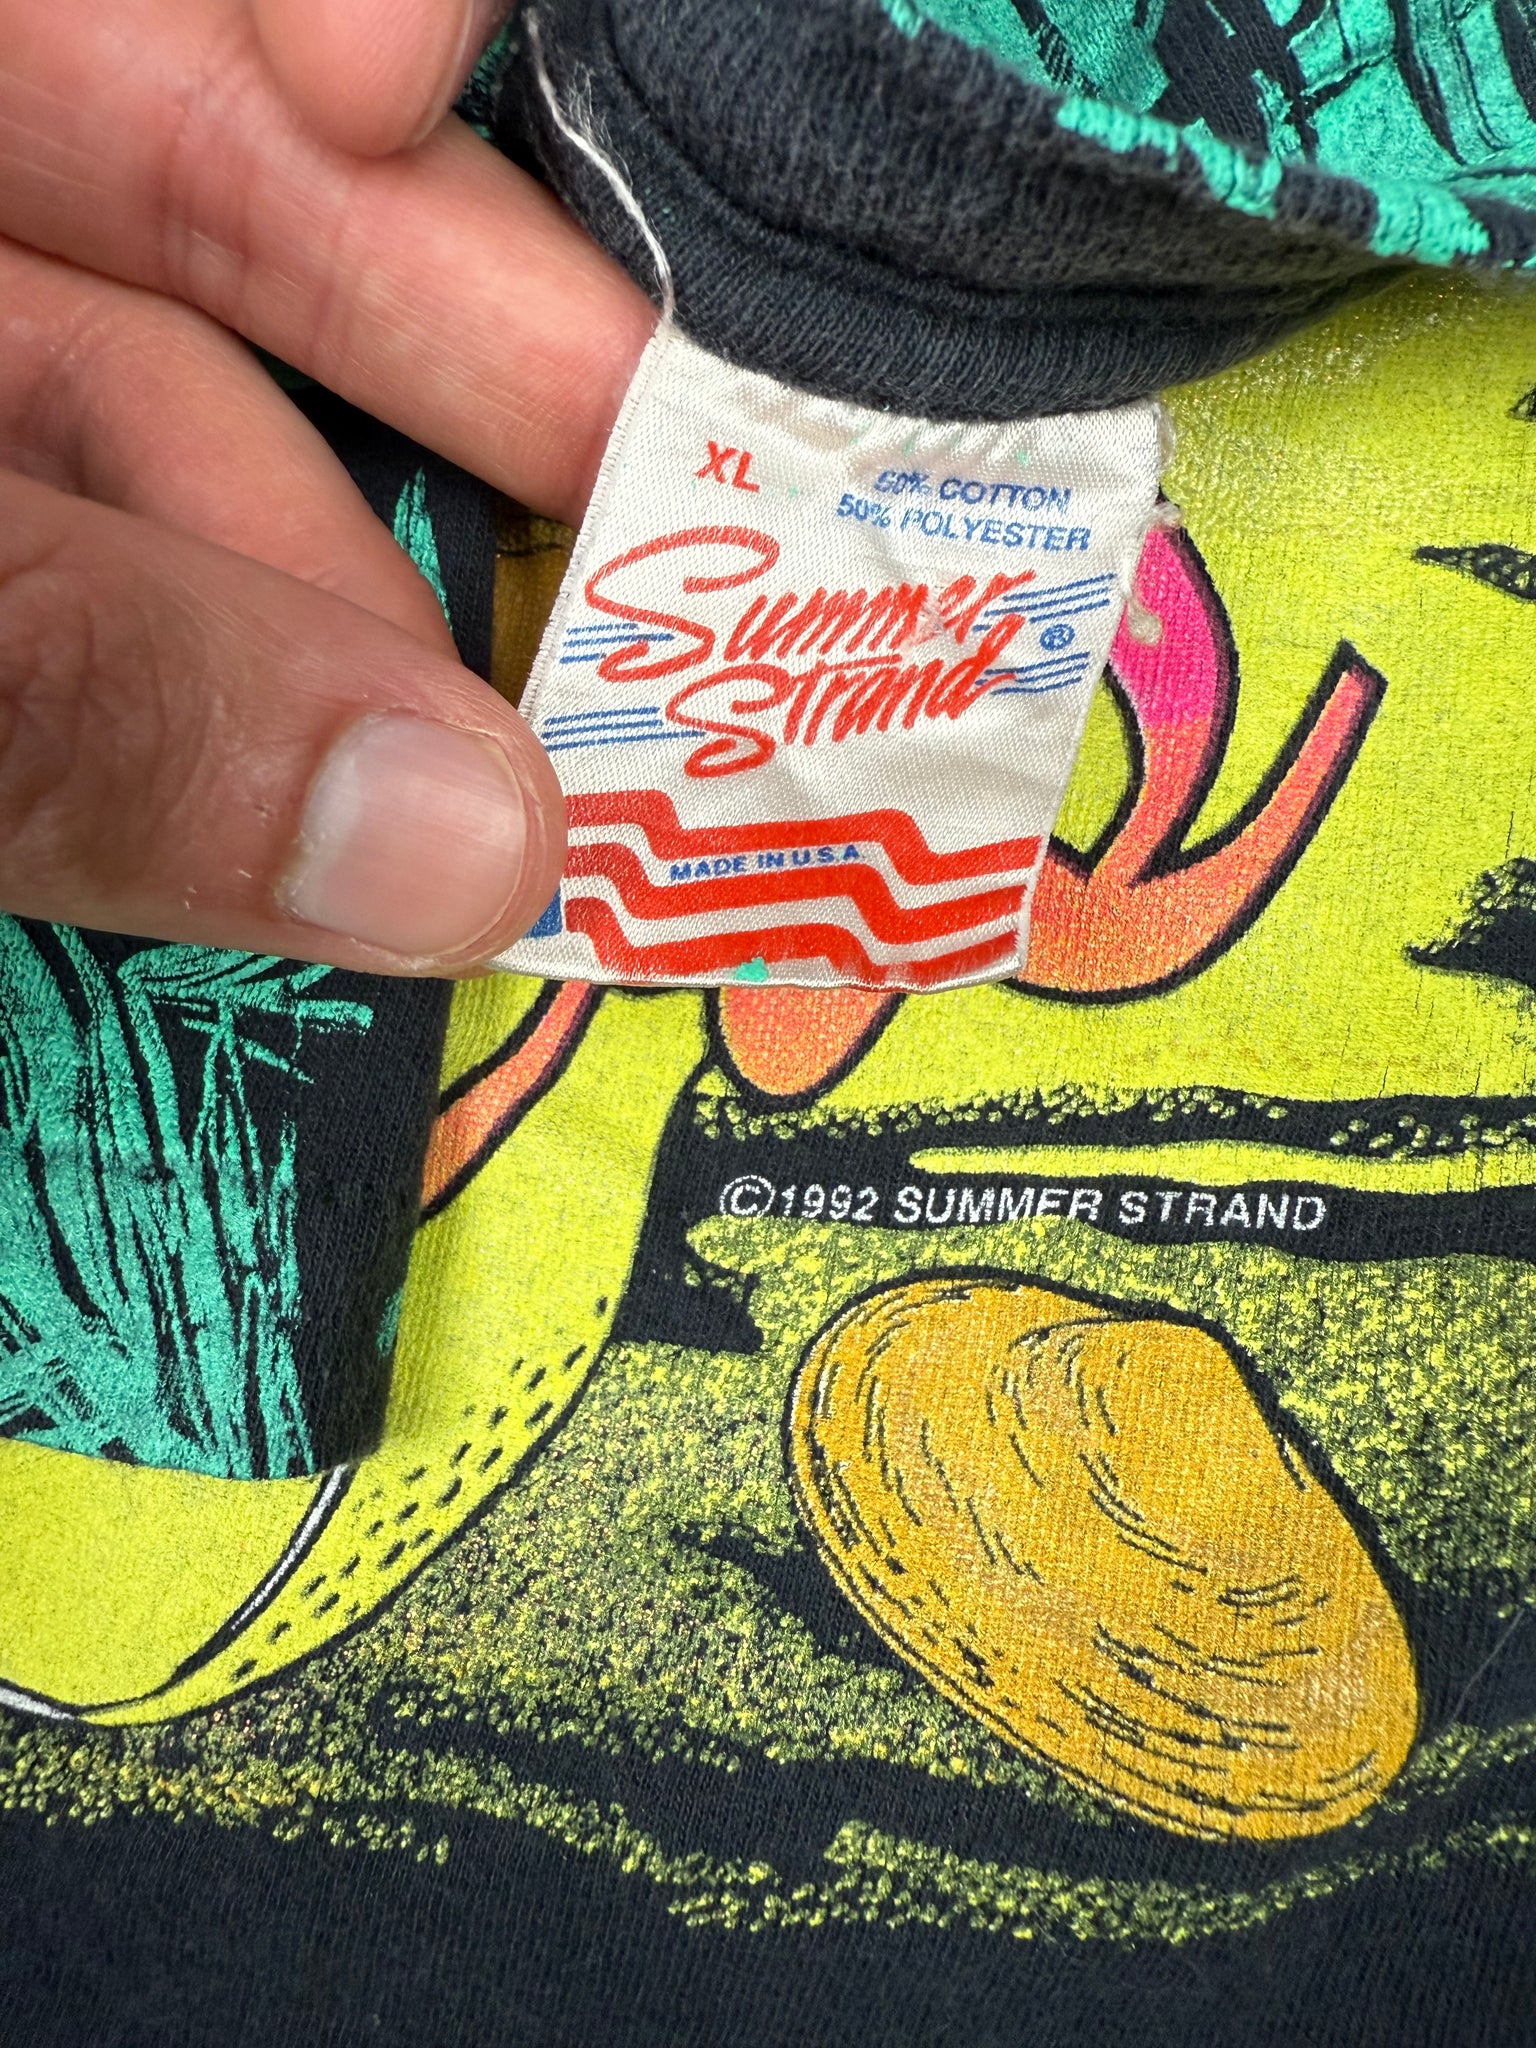 XL
50% COTTON
50% POLYESTER
Summer
Strand ®
MADE IN U.S.A.
©1992 SUMMER STRAND